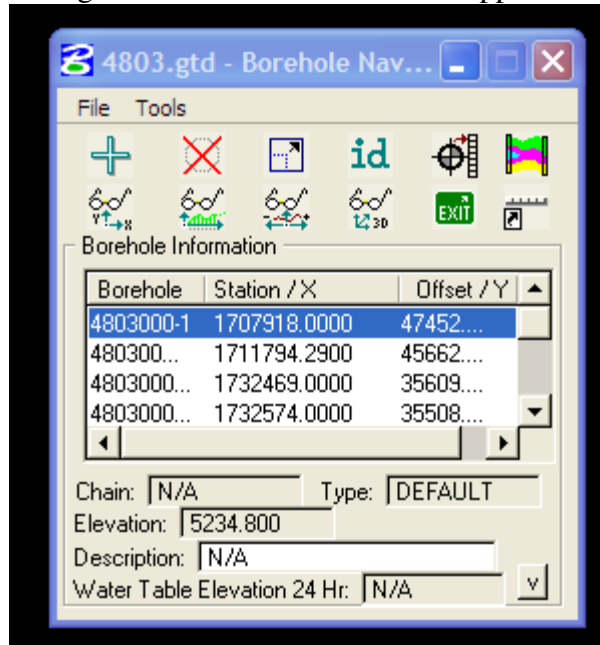 4803.gtd - Borehole Nav...
File Tools
id
Y X 3D EXIT
Borehole Information
Borehole Station / X Offset / Y
4803000-1 1707918.0000 47452....
480300... 1711794.2900 45662....
4803000... 1732469.0000 35609....
4803000... 1732574.0000 35508....
Chain: N/A Type: DEFAULT
Elevation: 5234.800
Description: N/A
Water Table Elevation 24 Hr: N/A v